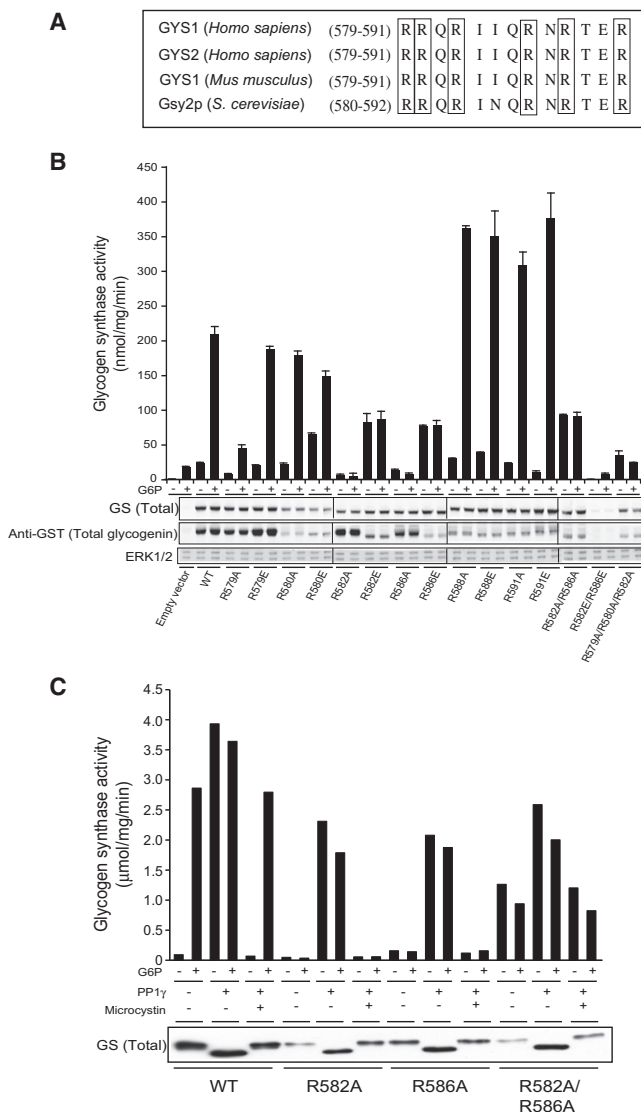 A
GYS1 (Homo sapiens) (579-591) R R Q R I I Q R N R T E R
GYS2 (Homo sapiens) (579-591) R R Q R I I Q R N R T E R
GYS1 (Mus musculus) (579-591) R R Q R I I Q R N R T E R
Gsy2p (S. cerevisiae) (580-592) R R Q R I N Q R N R T E R
B
Glycogen synthase activity
(nmol/mg/min)
450
400
350
300
250
200
150
100
50
0
- + - + - + - + - + - + - + - + - + - + - + - + - + - + - + - + - +
G6P
GS (Total)
Anti-GST (Total glycogenin)
ERK1/2
Empty vector
WT
R579A
R579E
R580A
R580E
R582A
R582E
R586A
R586E
R588A
R588E
R591A
R591E
R582A/R586A
R582E/R586E
R579A/R580A/R582A
C
Glycogen synthase activity
(μmol/mg/min)
4.5
4.0
3.5
3.0
2.5
2.0
1.5
1.0
0.5
0
G6P - + - + - + - + - + - + - + - + - + - + - + - +
PP1γ - + + - + + - + + - + +
Microcystin - - + - - + - - + - - +
GS (Total)
WT R582A R586A R582A/
R586A